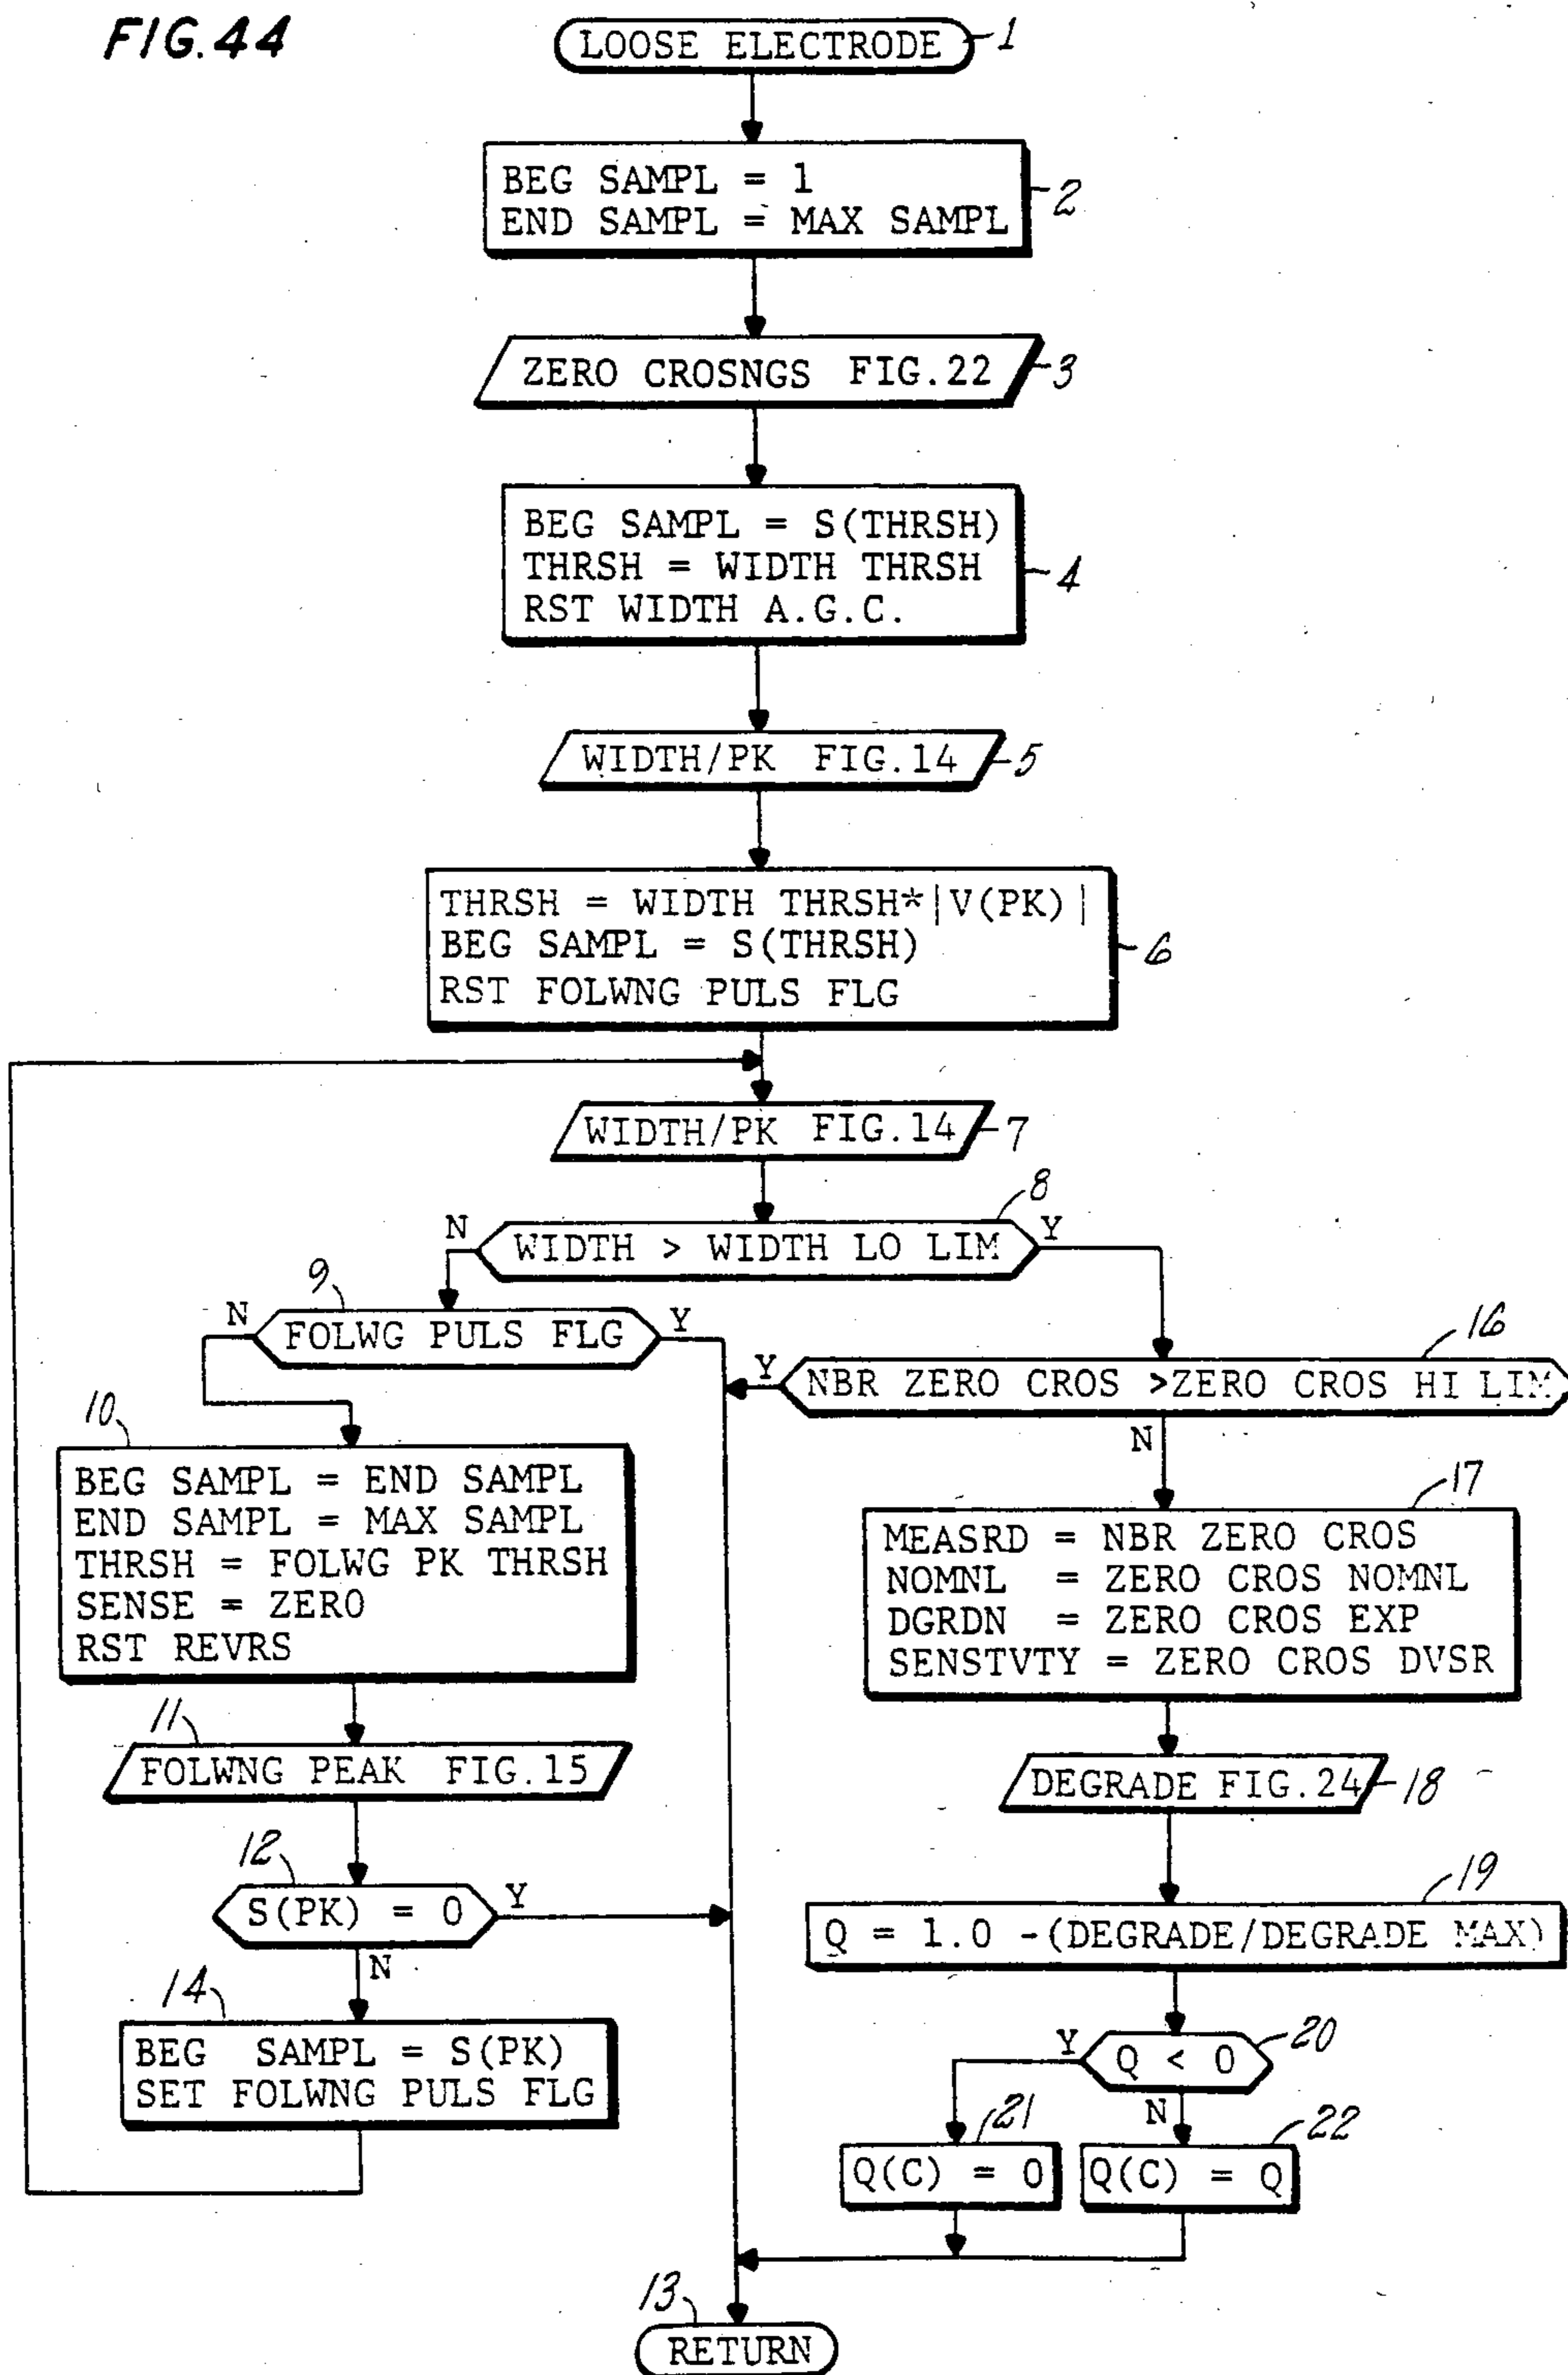 FIG.44
LOOSE ELECTRODE
1
BEG SAMPL = 1
END SAMPL = MAX SAMPL
2
ZERO CROSNGS FIG.22
3
BEG SAMPL = S(THRSH)
THRSH = WIDTH THRSH
RST WIDTH A.G.C.
4
WIDTH/PK FIG.14
5
THRSH = WIDTH THRSH*|V(PK)|
BEG SAMPL = S(THRSH)
RST FOLWNG PULS FLG
6
WIDTH/PK FIG.14
7
8
N
WIDTH > WIDTH LO LIM
Y
9
N
FOLWG PULS FLG
Y
16
Y
NBR ZERO CROS >ZERO CROS HI LIM
N
10
BEG SAMPL = END SAMPL
END SAMPL = MAX SAMPL
THRSH = FOLWG PK THRSH
SENSE = ZERO
RST REVRS
17
MEASRD = NBR ZERO CROS
NOMNL = ZERO CROS NOMNL
DGRDN = ZERO CROS EXP
SENSTVTY = ZERO CROS DVSR
11
FOLWNG PEAK FIG.15
DEGRADE FIG.24
18
12
S(PK) = 0
Y
N
19
Q = 1.0 -(DEGRADE/DEGRADE MAX)
14
BEG SAMPL = S(PK)
SET FOLWNG PULS FLG
Y
Q < 0
20
N
21
Q(C) = 0
22
Q(C) = Q
13
RETURN